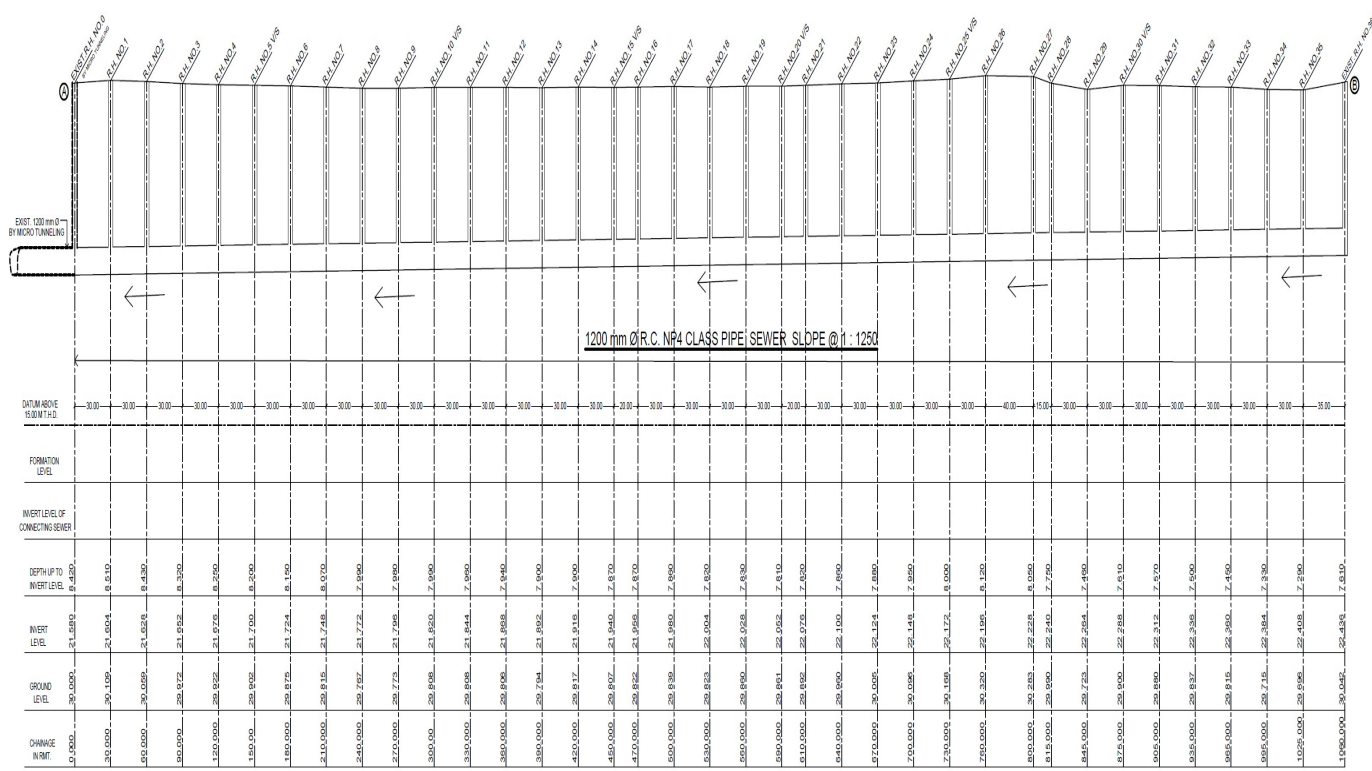 EXIST. R.H. NO.0
BY MICRO TUNNELING
R.H. NO.1
R.H. NO.2
R.H. NO.3
R.H. NO.4
R.H. NO.5 V/S
R.H. NO.6
R.H. NO.7
R.H. NO.8
R.H. NO.9
R.H. NO.10 V/S
R.H. NO.11
R.H. NO.12
R.H. NO.13
R.H. NO.14
R.H. NO.15 V/S
R.H. NO.16
R.H. NO.17
R.H. NO.18
R.H. NO.19
R.H. NO.20 V/S
R.H. NO.21
R.H. NO.22
R.H. NO.23
R.H. NO.24
R.H. NO.25 V/S
R.H. NO.26
R.H. NO.27
R.H. NO.28
R.H. NO.29
R.H. NO.30 V/S
R.H. NO.31
R.H. NO.32
R.H. NO.33
R.H. NO.34
R.H. NO.35
EXIST. R.H. NO.36
A
B
EXIST. 1200 mm Ø
BY MICRO TUNNELING
1200 mm Ø R.C. NP4 CLASS PIPE SEWER SLOPE @ 1 : 1250
DATUM ABOVE
15.00 M T.H.D.
30.00 30.00 30.00 30.00 30.00 30.00 30.00 30.00 30.00 30.00 30.00 30.00 30.00 30.00 30.00 20.00 30.00 30.00 30.00 20.00 30.00 30.00 30.00 30.00 30.00 30.00 40.00 15.00 30.00 30.00 30.00 30.00 30.00 30.00 30.00 35.00
FORMATION
LEVEL
INVERT LEVEL OF
CONNECTING SEWER
DEPTH UP TO
INVERT LEVEL
8.420 8.510 8.430 8.320 8.250 8.200 8.150 8.070 7.990 7.980 7.990 7.960 7.940 7.900 7.900 7.870 7.870 7.860 7.820 7.830 7.810 7.820 7.860 7.880 7.950 8.000 8.120 8.050 7.750 7.460 7.610 7.570 7.500 7.450 7.330 7.290 7.610
INVERT
LEVEL
21.580 21.604 21.628 21.652 21.676 21.700 21.724 21.748 21.772 21.796 21.820 21.844 21.868 21.892 21.916 21.940 21.956 21.980 22.004 22.028 22.052 22.076 22.100 22.124 22.148 22.172 22.196 22.228 22.240 22.264 22.288 22.312 22.336 22.360 22.384 22.408 22.436
GROUND
LEVEL
30.000 30.109 30.059 29.972 29.922 29.902 29.875 29.815 29.767 29.773 29.808 29.808 29.806 29.794 29.817 29.807 29.822 29.839 29.823 29.860 29.861 29.892 29.960 30.005 30.096 30.168 30.320 30.283 29.990 29.723 29.900 29.880 29.837 29.815 29.715 29.696 30.042
CHAINAGE
IN RMT.
0.000 30.000 60.000 90.000 120.000 150.00 180.000 210.000 240.000 270.000 300.00 330.000 360.000 390.000 420.000 450.000 470.000 500.000 530.000 560.000 580.000 610.000 640.000 670.000 700.000 730.000 760.000 800.000 815.000 845.000 875.000 905.000 935.000 965.000 995.000 1025.000 1060.000